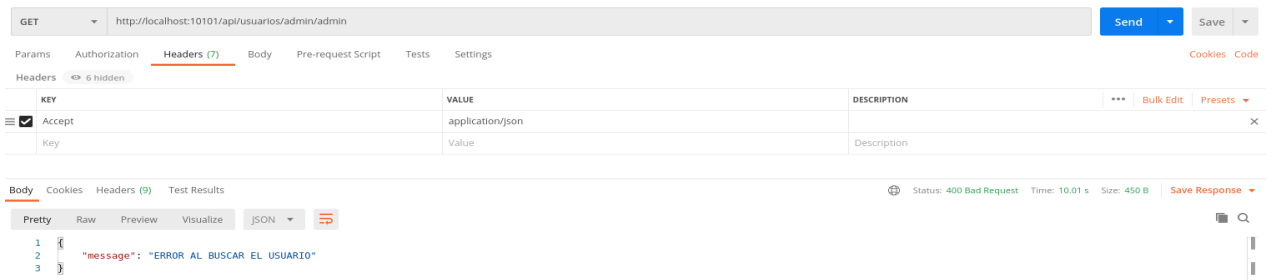 GET http://localhost:10101/api/usuarios/admin/admin Send Save
Params Authorization Headers (7) Body Pre-request Script Tests Settings Cookies Code
Headers 6 hidden
KEY VALUE DESCRIPTION ••• Bulk Edit Presets
Accept application/json
Key Value Description
Body Cookies Headers (9) Test Results Status: 400 Bad Request Time: 10.01 s Size: 450 B Save Response
Pretty Raw Preview Visualize JSON
1 {
2 "message": "ERROR AL BUSCAR EL USUARIO"
3 }